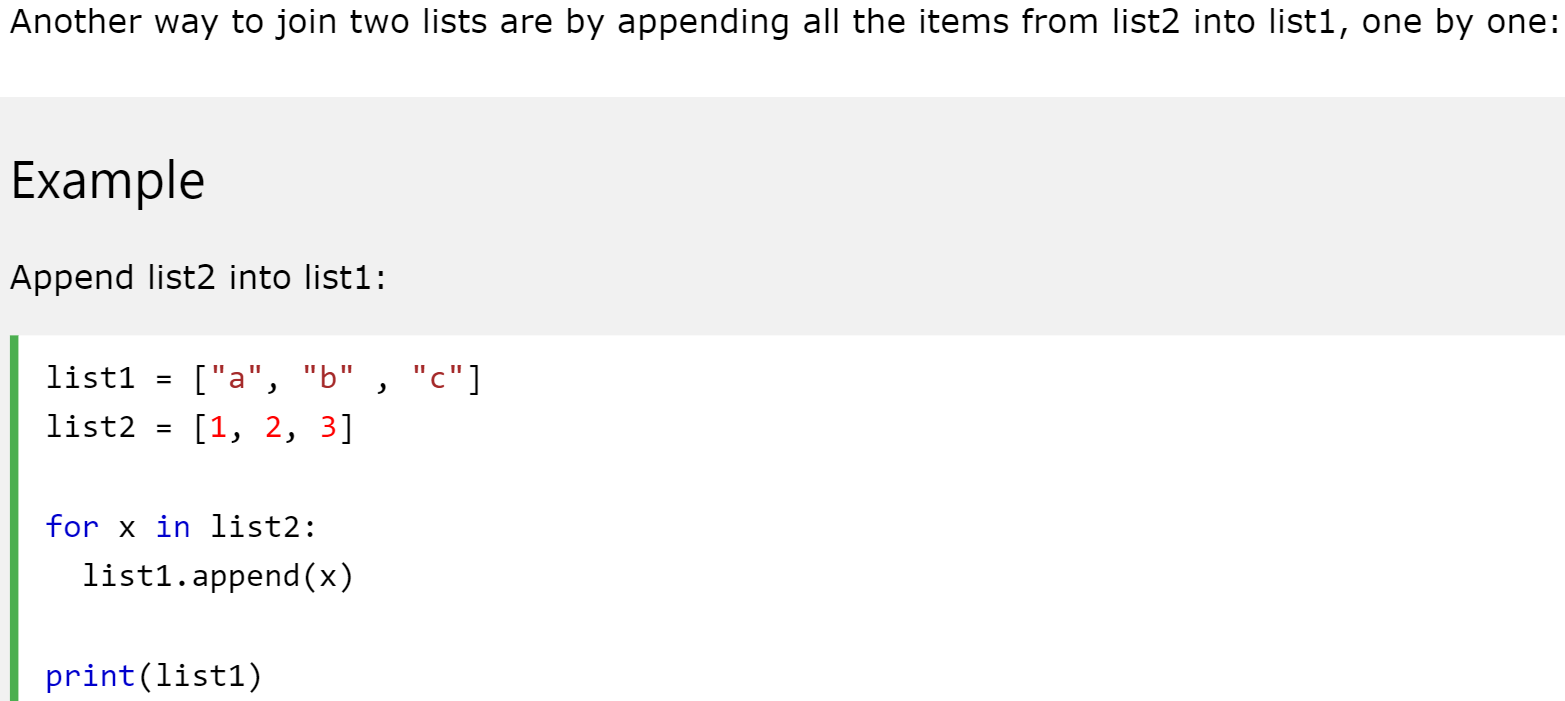 Another way to join two lists are by appending all the items from list2 into list1, one by one:
Example
Append list2 into list1:
list1 = ["a", "b" , "c"]
list2 = [1, 2, 3]
for x in list2:
  list1.append(x)
print(list1)